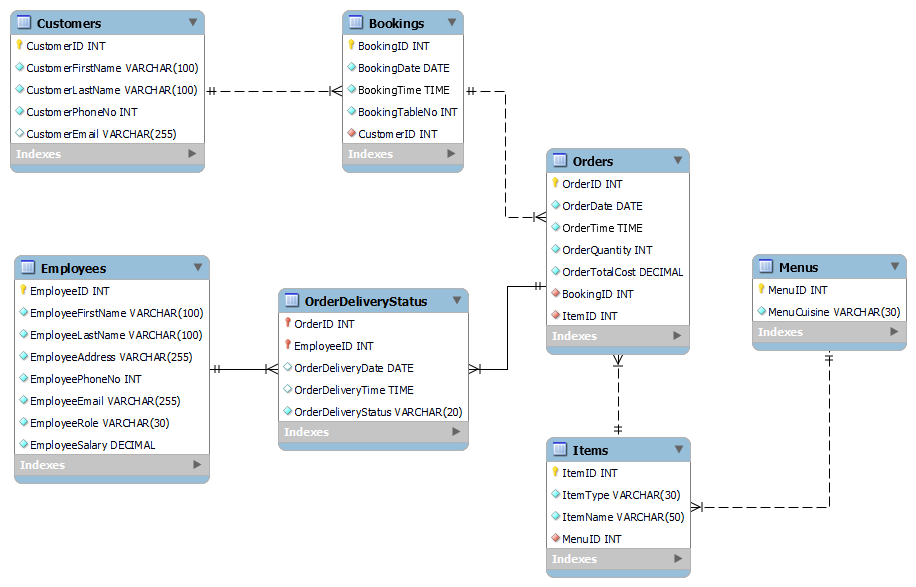 Customers
CustomerID INT
CustomerFirstName VARCHAR(100)
CustomerLastName VARCHAR(100)
CustomerPhoneNo INT
CustomerEmail VARCHAR(255)
Indexes
Bookings
BookingID INT
BookingDate DATE
BookingTime TIME
BookingTableNo INT
CustomerID INT
Indexes
Orders
OrderID INT
OrderDate DATE
OrderTime TIME
OrderQuantity INT
OrderTotalCost DECIMAL
BookingID INT
ItemID INT
Indexes
Employees
EmployeeID INT
EmployeeFirstName VARCHAR(100)
EmployeeLastName VARCHAR(100)
EmployeeAddress VARCHAR(255)
EmployeePhoneNo INT
EmployeeEmail VARCHAR(255)
EmployeeRole VARCHAR(30)
EmployeeSalary DECIMAL
Indexes
OrderDeliveryStatus
OrderID INT
EmployeeID INT
OrderDeliveryDate DATE
OrderDeliveryTime TIME
OrderDeliveryStatus VARCHAR(20)
Indexes
Menus
MenuID INT
MenuCuisine VARCHAR(30)
Indexes
Items
ItemID INT
ItemType VARCHAR(30)
ItemName VARCHAR(50)
MenuID INT
Indexes